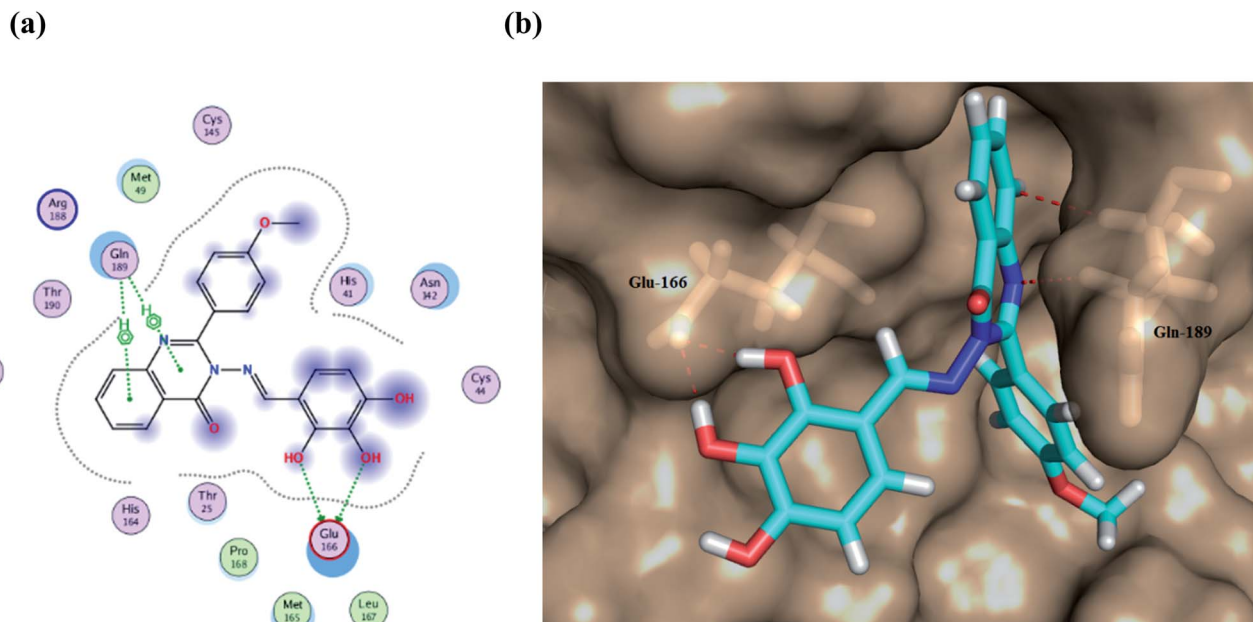 (a)
(b)
Cys
145
Met
49
Arg
188
Gln
189
Thr
190
O
His
41
Asn
142
H
H
N
N
N
O
OH
HO
OH
Cys
44
His
164
Thr
25
Glu
166
Pro
168
Met
165
Leu
167
Glu-166
Gln-189